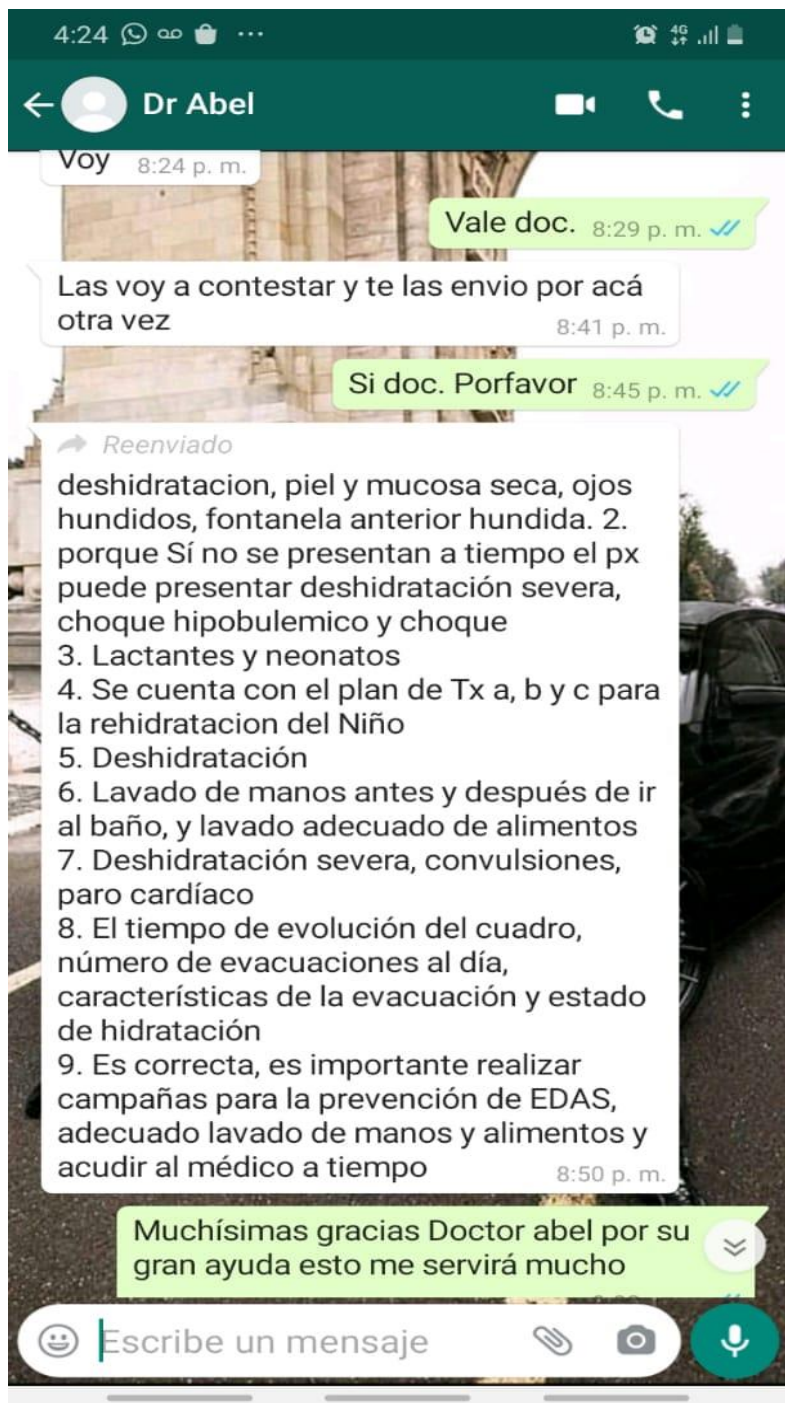 4:24
4G
Dr Abel
Voy 8:24 p. m.
Vale doc. 8:29 p. m.
Las voy a contestar y te las envio por acá
otra vez 8:41 p. m.
Si doc. Porfavor 8:45 p. m.
Reenviado
deshidratacion, piel y mucosa seca, ojos
hundidos, fontanela anterior hundida. 2.
porque Sí no se presentan a tiempo el px
puede presentar deshidratación severa,
choque hipobulemico y choque
3. Lactantes y neonatos
4. Se cuenta con el plan de Tx a, b y c para
la rehidratacion del Niño
5. Deshidratación
6. Lavado de manos antes y después de ir
al baño, y lavado adecuado de alimentos
7. Deshidratación severa, convulsiones,
paro cardíaco
8. El tiempo de evolución del cuadro,
número de evacuaciones al día,
características de la evacuación y estado
de hidratación
9. Es correcta, es importante realizar
campañas para la prevención de EDAS,
adecuado lavado de manos y alimentos y
acudir al médico a tiempo 8:50 p. m.
Muchísimas gracias Doctor abel por su
gran ayuda esto me servirá mucho
Escribe un mensaje